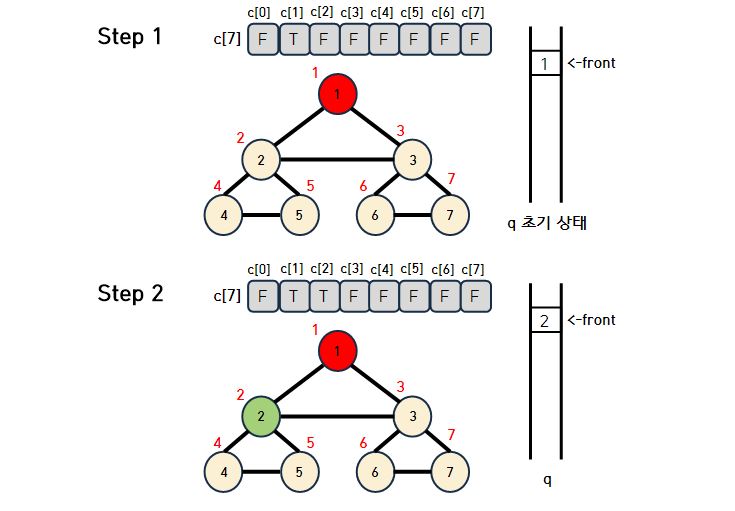 c[0] c[1] c[2] c[3] c[4] c[5] c[6] c[7]
Step 1
c[7] F T F F F F F F
1 <-front
1
1
2
3
2
3
4 5 6 7
4 5 6 7
q 초기 상태
c[0] c[1] c[2] c[3] c[4] c[5] c[6] c[7]
Step 2
c[7] F T T F F F F F
2 <-front
1
1
2
3
2
3
4 5 6 7
4 5 6 7
q